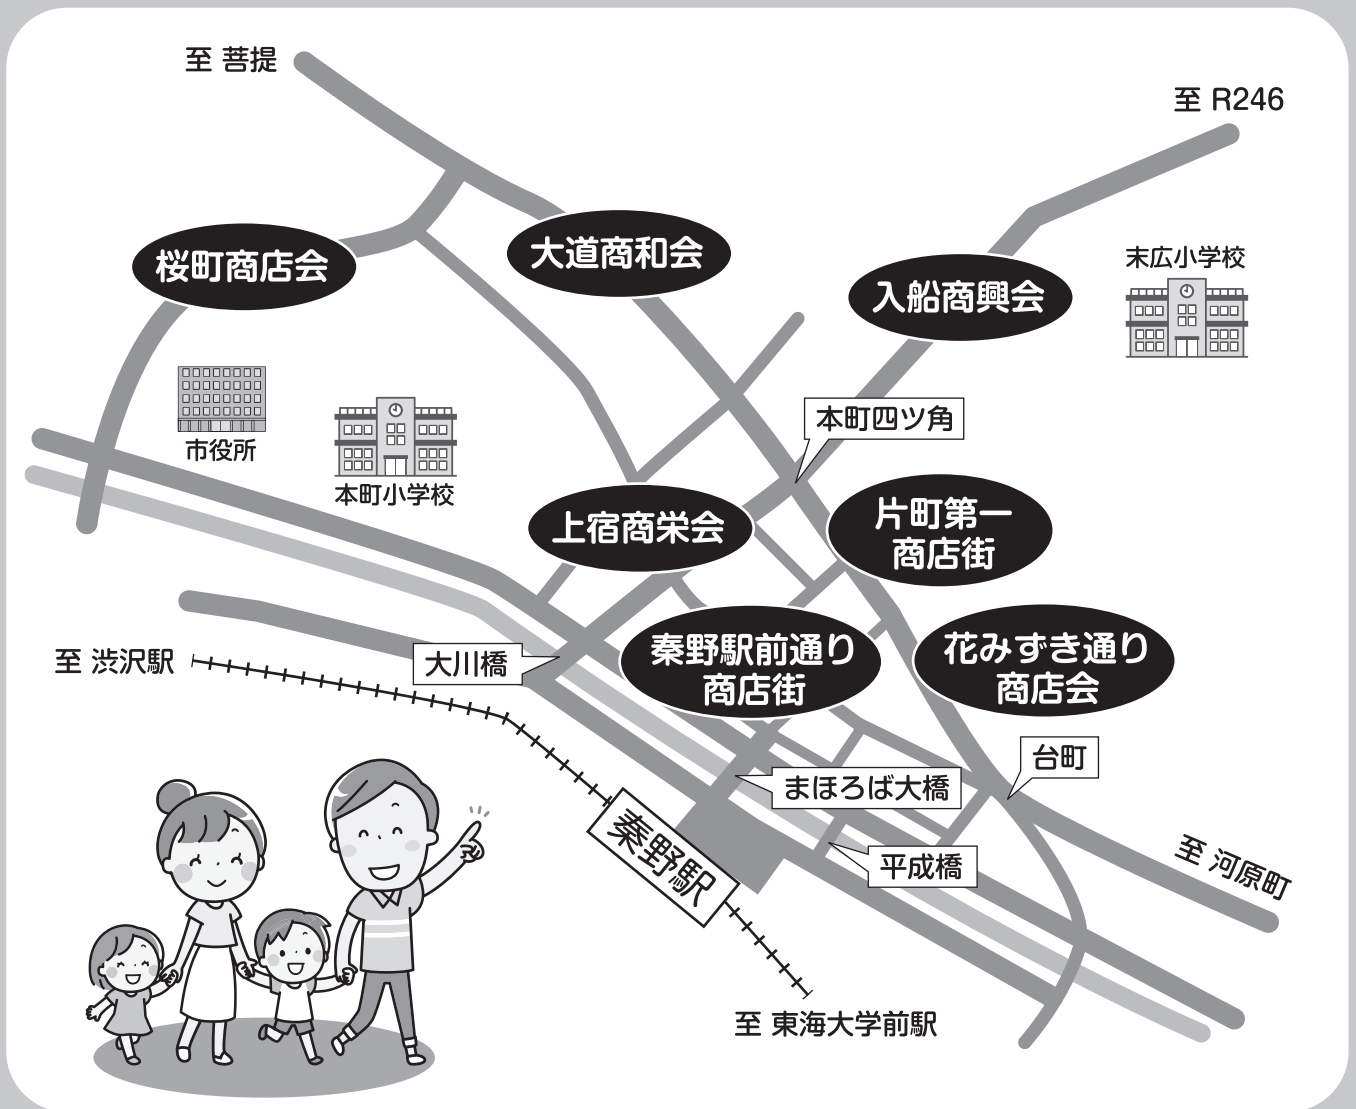 至 菩提
至 R246
桜町商店会
大道商和会
入船商興会
末広小学校
市役所
本町小学校
本町四ツ角
上宿商栄会
片町第一
商店街
至 渋沢駅
大川橋
秦野駅前通り
商店街
花みずき通り
商店会
台町
まほろば大橋
平成橋
秦野駅
至 河原町
至 東海大学前駅